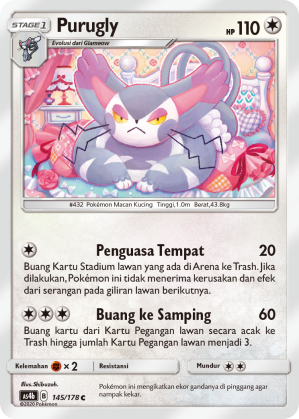 STAGE 1 Purugly HP 110
Evolusi dari Glameow
#432 Pokémon Macan Kucing Tinggi,1.0m Berat,43.8kg
Penguasa Tempat 20
Buang Kartu Stadium lawan yang ada di Arena ke Trash. Jika
dilakukan, Pokémon ini tidak menerima kerusakan dan efek
dari serangan pada giliran lawan berikutnya.
Buang ke Samping 60
Buang kartu dari Kartu Pegangan lawan secara acak ke
Trash hingga jumlah Kartu Pegangan lawan menjadi 3.
Kelemahan ×2 Resistansi Mundur
Illus. Shibuzoh.
AS4b B 145/178 C
©2020 Pokémon
Pokémon ini mengikatkan ekor gandanya di pinggang agar
nampak kekar.